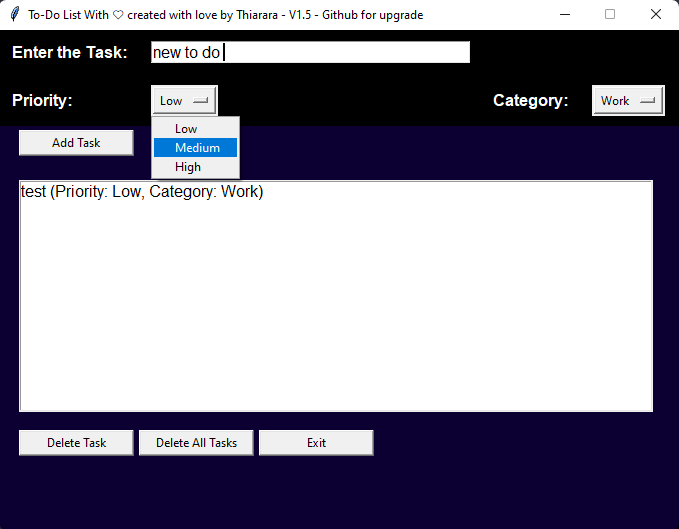 To-Do List With ♡ created with love by Thiarara - V1.5 - Github for upgrade
Enter the Task: new to do
Priority: Low Category: Work
Low
Medium
High
Add Task
test (Priority: Low, Category: Work)
Delete Task Delete All Tasks Exit